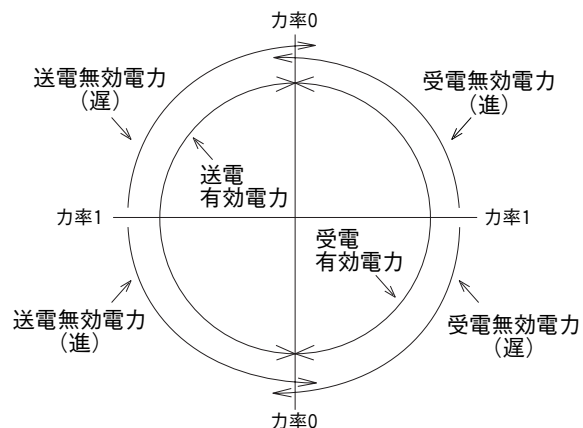 力率0
送電無効電力
（遅）
受電無効電力
（進）
送電
有効電力
力率1
力率1
受電
有効電力
送電無効電力
（進）
受電無効電力
（遅）
力率0